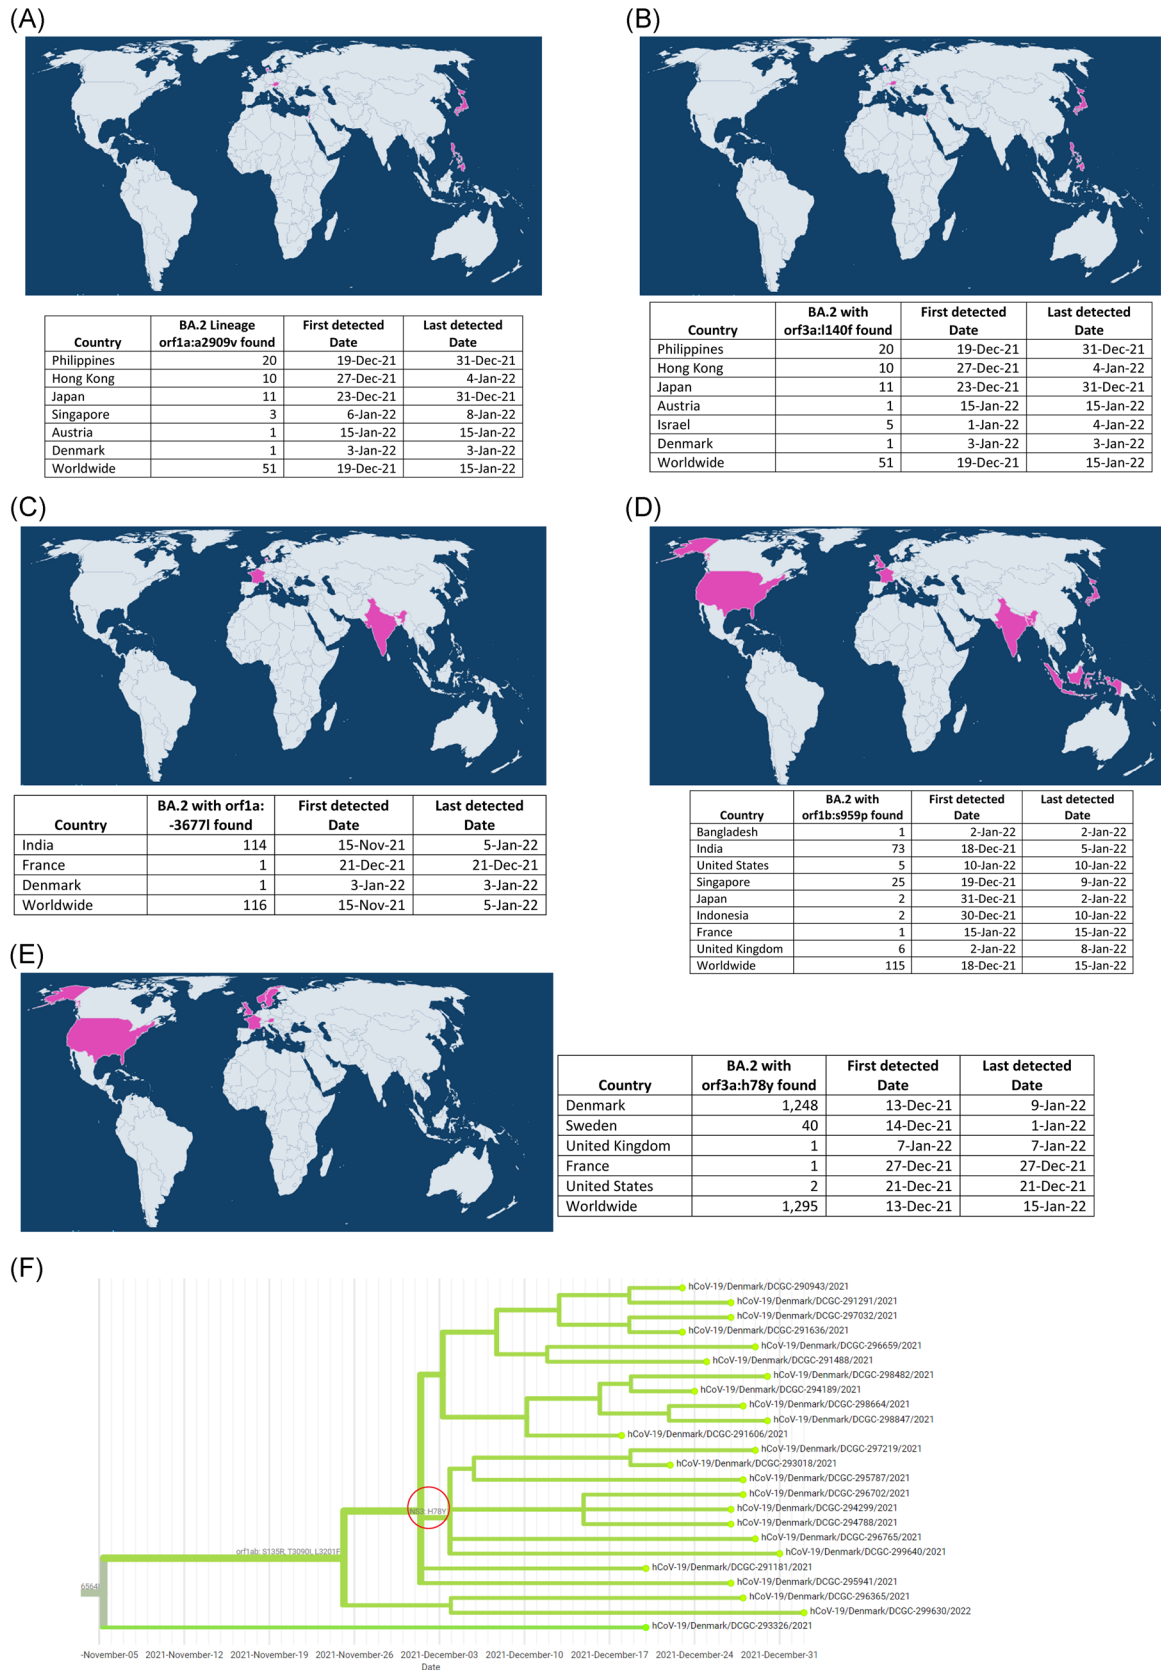 (A)
(B)
Country BA.2 Lineage orf1a:a2909v found First detected Date Last detected Date
Philippines 20 19-Dec-21 31-Dec-21
Hong Kong 10 27-Dec-21 4-Jan-22
Japan 11 23-Dec-21 31-Dec-21
Singapore 3 6-Jan-22 8-Jan-22
Austria 1 15-Jan-22 15-Jan-22
Denmark 1 3-Jan-22 3-Jan-22
Worldwide 51 19-Dec-21 15-Jan-22
Country BA.2 with orf3a:l140f found First detected Date Last detected Date
Philippines 20 19-Dec-21 31-Dec-21
Hong Kong 10 27-Dec-21 4-Jan-22
Japan 11 23-Dec-21 31-Dec-21
Austria 1 15-Jan-22 15-Jan-22
Israel 5 1-Jan-22 4-Jan-22
Denmark 1 3-Jan-22 3-Jan-22
Worldwide 51 19-Dec-21 15-Jan-22
(C)
(D)
Country BA.2 with orf1a: -3677l found First detected Date Last detected Date
India 114 15-Nov-21 5-Jan-22
France 1 21-Dec-21 21-Dec-21
Denmark 1 3-Jan-22 3-Jan-22
Worldwide 116 15-Nov-21 5-Jan-22
Country BA.2 with orf1b:s959p found First detected Date Last detected Date
Bangladesh 1 2-Jan-22 2-Jan-22
India 73 18-Dec-21 5-Jan-22
United States 5 10-Jan-22 10-Jan-22
Singapore 25 19-Dec-21 9-Jan-22
Japan 2 31-Dec-21 2-Jan-22
Indonesia 2 30-Dec-21 10-Jan-22
France 1 15-Jan-22 15-Jan-22
United Kingdom 6 2-Jan-22 8-Jan-22
Worldwide 115 18-Dec-21 15-Jan-22
(E)
Country BA.2 with orf3a:h78y found First detected Date Last detected Date
Denmark 1,248 13-Dec-21 9-Jan-22
Sweden 40 14-Dec-21 1-Jan-22
United Kingdom 1 7-Jan-22 7-Jan-22
France 1 27-Dec-21 27-Dec-21
United States 2 21-Dec-21 21-Dec-21
Worldwide 1,295 13-Dec-21 15-Jan-22
(F)
hCoV-19/Denmark/DCGC-290943/2021
hCoV-19/Denmark/DCGC-291291/2021
hCoV-19/Denmark/DCGC-297032/2021
hCoV-19/Denmark/DCGC-291636/2021
hCoV-19/Denmark/DCGC-296659/2021
hCoV-19/Denmark/DCGC-291488/2021
hCoV-19/Denmark/DCGC-298482/2021
hCoV-19/Denmark/DCGC-294189/2021
hCoV-19/Denmark/DCGC-298664/2021
hCoV-19/Denmark/DCGC-298847/2021
hCoV-19/Denmark/DCGC-291606/2021
hCoV-19/Denmark/DCGC-297219/2021
hCoV-19/Denmark/DCGC-293018/2021
hCoV-19/Denmark/DCGC-295787/2021
hCoV-19/Denmark/DCGC-296702/2021
NS3: H78Y
hCoV-19/Denmark/DCGC-294299/2021
hCoV-19/Denmark/DCGC-294788/2021
hCoV-19/Denmark/DCGC-296765/2021
orf1ab: S135R, T3090I, L3201F
hCoV-19/Denmark/DCGC-299640/2021
hCoV-19/Denmark/DCGC-291181/2021
hCoV-19/Denmark/DCGC-295941/2021
hCoV-19/Denmark/DCGC-296365/2021
hCoV-19/Denmark/DCGC-299630/2022
hCoV-19/Denmark/DCGC-293326/2021
-November-05 2021-November-12 2021-November-19 2021-November-26 2021-December-03 2021-December-10 2021-December-17 2021-December-24 2021-December-31
Date